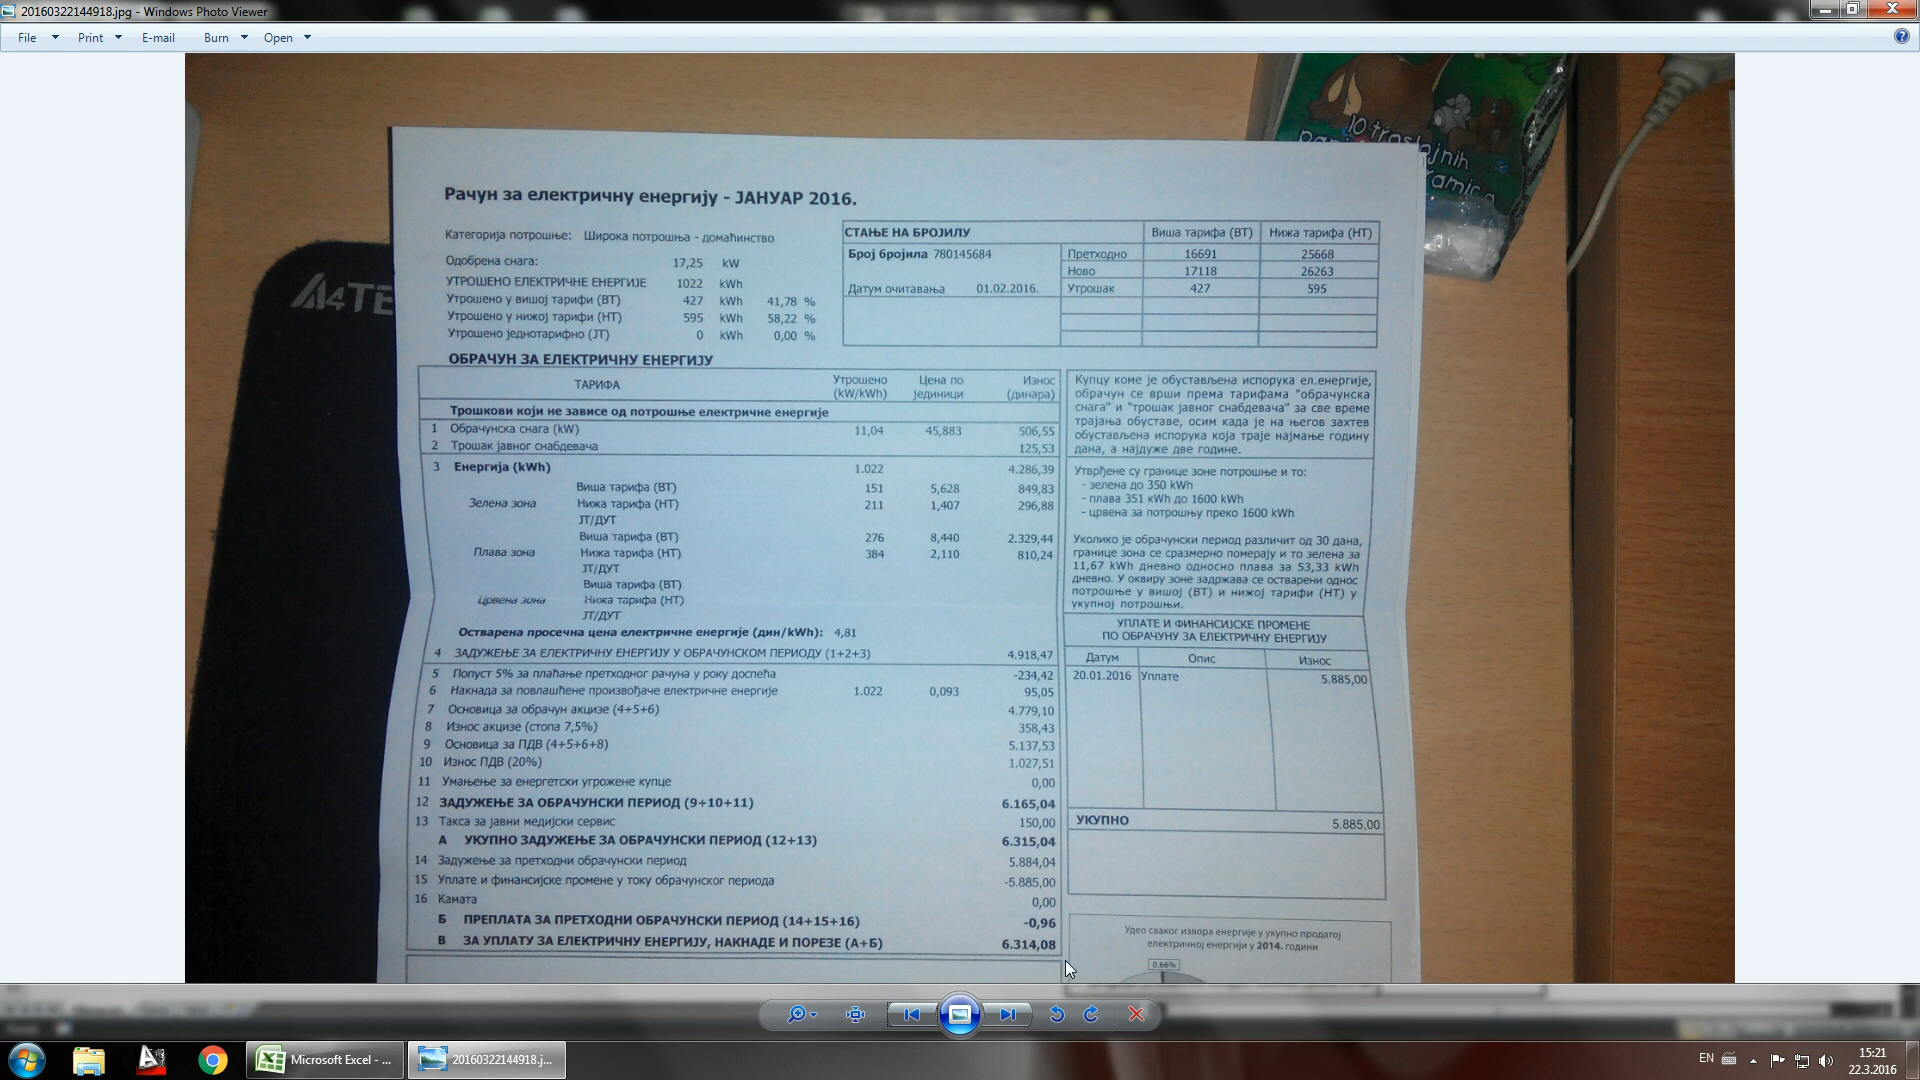 20160322144918.jpg - Windows Photo Viewer
File Print E-mail Burn Open
10 troslojnih
Рачун за електричну енергију - ЈАНУАР 2016.
Категорија потрошње: Широка потрошња - домаћинство
Одобрена снага: 17,25 kW
УТРОШЕНО ЕЛЕКТРИЧНЕ ЕНЕРГИЈЕ 1022 kWh
Утрошено у вишој тарифи (ВТ) 427 kWh 41,78 %
Утрошено у нижој тарифи (НТ) 595 kWh 58,22 %
Утрошено једнотарифно (ЈТ) 0 kWh 0,00 %
СТАЊЕ НА БРОЈИЛУ Виша тарифа (ВТ) Нижа тарифа (НТ)
Број бројила 780145684 Претходно 16691 25668
Ново 17118 26263
Датум очитавања 01.02.2016. Утрошак 427 595
ОБРАЧУН ЗА ЕЛЕКТРИЧНУ ЕНЕРГИЈУ
ТАРИФА Утрошено (kW/kWh) Цена по јединици Износ (динара)
Трошкови који не зависе од потрошње електричне енергије
1 Обрачунска снага (kW) 11,04 45,883 506,55
2 Трошак јавног снабдевача 125,53
3 Енергија (kWh) 1.022 4.286,39
Виша тарифа (ВТ) 151 5,628 849,83
Зелена зона Нижа тарифа (НТ) 211 1,407 296,88
ЈТ/ДУТ
Виша тарифа (ВТ) 276 8,440 2.329,44
Плава зона Нижа тарифа (НТ) 384 2,110 810,24
ЈТ/ДУТ
Виша тарифа (ВТ)
Црвена зона Нижа тарифа (НТ)
ЈТ/ДУТ
Остварена просечна цена електричне енергије (дин/kWh): 4,81
4 ЗАДУЖЕЊЕ ЗА ЕЛЕКТРИЧНУ ЕНЕРГИЈУ У ОБРАЧУНСКОМ ПЕРИОДУ (1+2+3) 4.918,47
5 Попуст 5% за плаћање претходног рачуна у року доспећа -234,42
6 Накнада за повлашћене произвођаче електричне енергије 1.022 0,093 95,05
7 Основица за обрачун акцизе (4+5+6) 4.779,10
8 Износ акцизе (стопа 7,5%) 358,43
9 Основица за ПДВ (4+5+6+8) 5.137,53
10 Износ ПДВ (20%) 1.027,51
11 Умањење за енергетски угрожене купце 0,00
12 ЗАДУЖЕЊЕ ЗА ОБРАЧУНСКИ ПЕРИОД (9+10+11) 6.165,04
13 Такса за јавни медијски сервис 150,00
А УКУПНО ЗАДУЖЕЊЕ ЗА ОБРАЧУНСКИ ПЕРИОД (12+13) 6.315,04
14 Задужење за претходни обрачунски период 5.884,04
15 Уплате и финансијске промене у току обрачунског периода -5.885,00
16 Камата 0,00
Б ПРЕПЛАТА ЗА ПРЕТХОДНИ ОБРАЧУНСКИ ПЕРИОД (14+15+16) -0,96
В ЗА УПЛАТУ ЗА ЕЛЕКТРИЧНУ ЕНЕРГИЈУ, НАКНАДЕ И ПОРЕЗЕ (А+Б) 6.314,08
Купцу коме је обустављена испорука ел.енергије,
обрачун се врши према тарифама "обрачунска
снага" и "трошак јавног снабдевача" за све време
трајања обуставе, осим када је на његов захтев
обустављена испорука која траје најмање годину
дана, а најдуже две године.
Утврђене су границе зоне потрошње и то:
- зелена до 350 kWh
- плава 351 кWh до 1600 kWh
- црвена за потрошњу преко 1600 kWh
Уколико је обрачунски период различит од 30 дана,
границе зона се сразмерно померају и то зелена за
11,67 kWh дневно односно плава за 53,33 kWh
дневно. У оквиру зоне задржава се остварени однос
потрошње у вишој (ВТ) и нижој тарифи (НТ) у
укупној потрошњи.
УПЛАТЕ И ФИНАНСИЈСКЕ ПРОМЕНЕ
ПО ОБРАЧУНУ ЗА ЕЛЕКТРИЧНУ ЕНЕРГИЈУ
Датум Опис Износ
20.01.2016 Уплате 5.885,00
УКУПНО 5.885,00
Удео сваког извора енергије у укупно продатој
електричној енергији у 2014. години
0.66%
Microsoft Excel - ...
20160322144918.j...
EN
15:21
22.3.2016